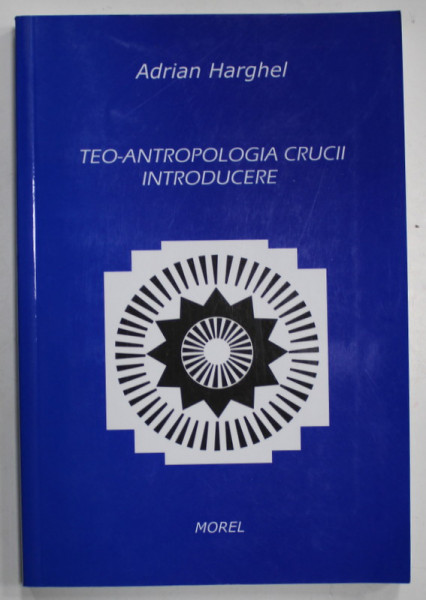 Adrian Harghel
TEO-ANTROPOLOGIA CRUCII
INTRODUCERE
MOREL